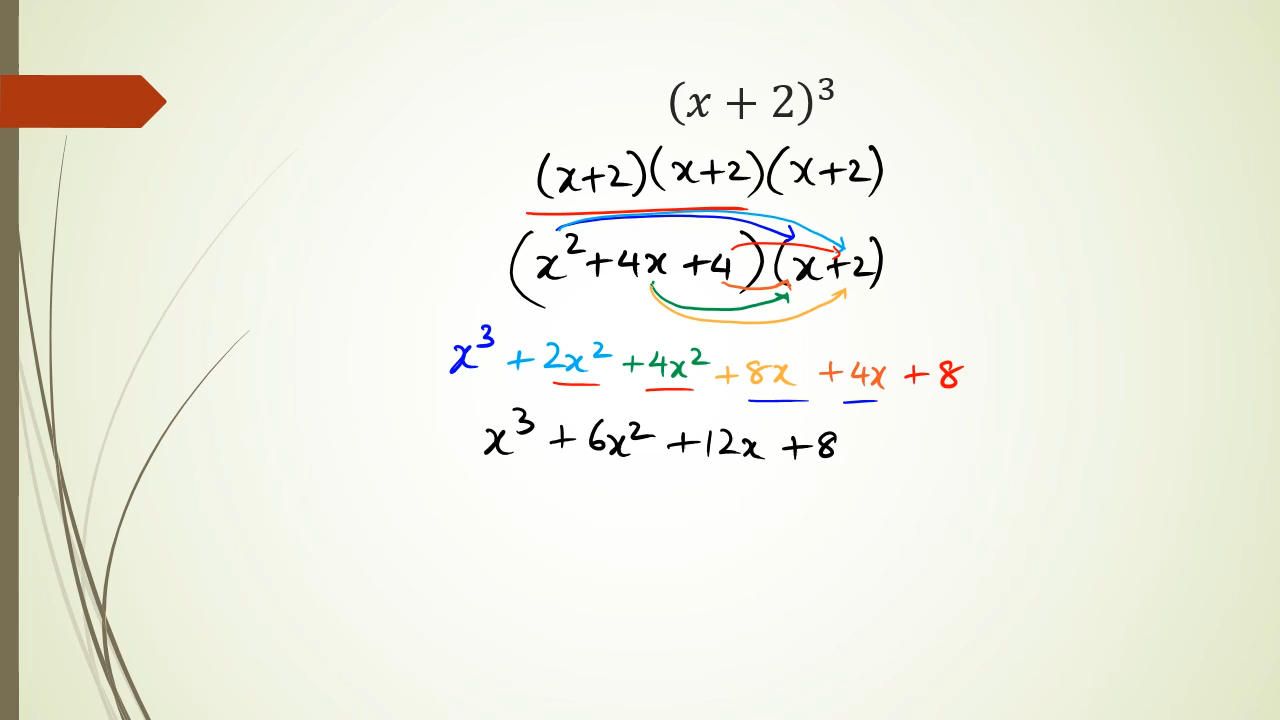 (x + 2)³
(x+2)(x+2)(x+2)
(x²+4x+4)(x+2)
x³+2x²+4x²+8x+4x+8
x³+6x²+12x+8